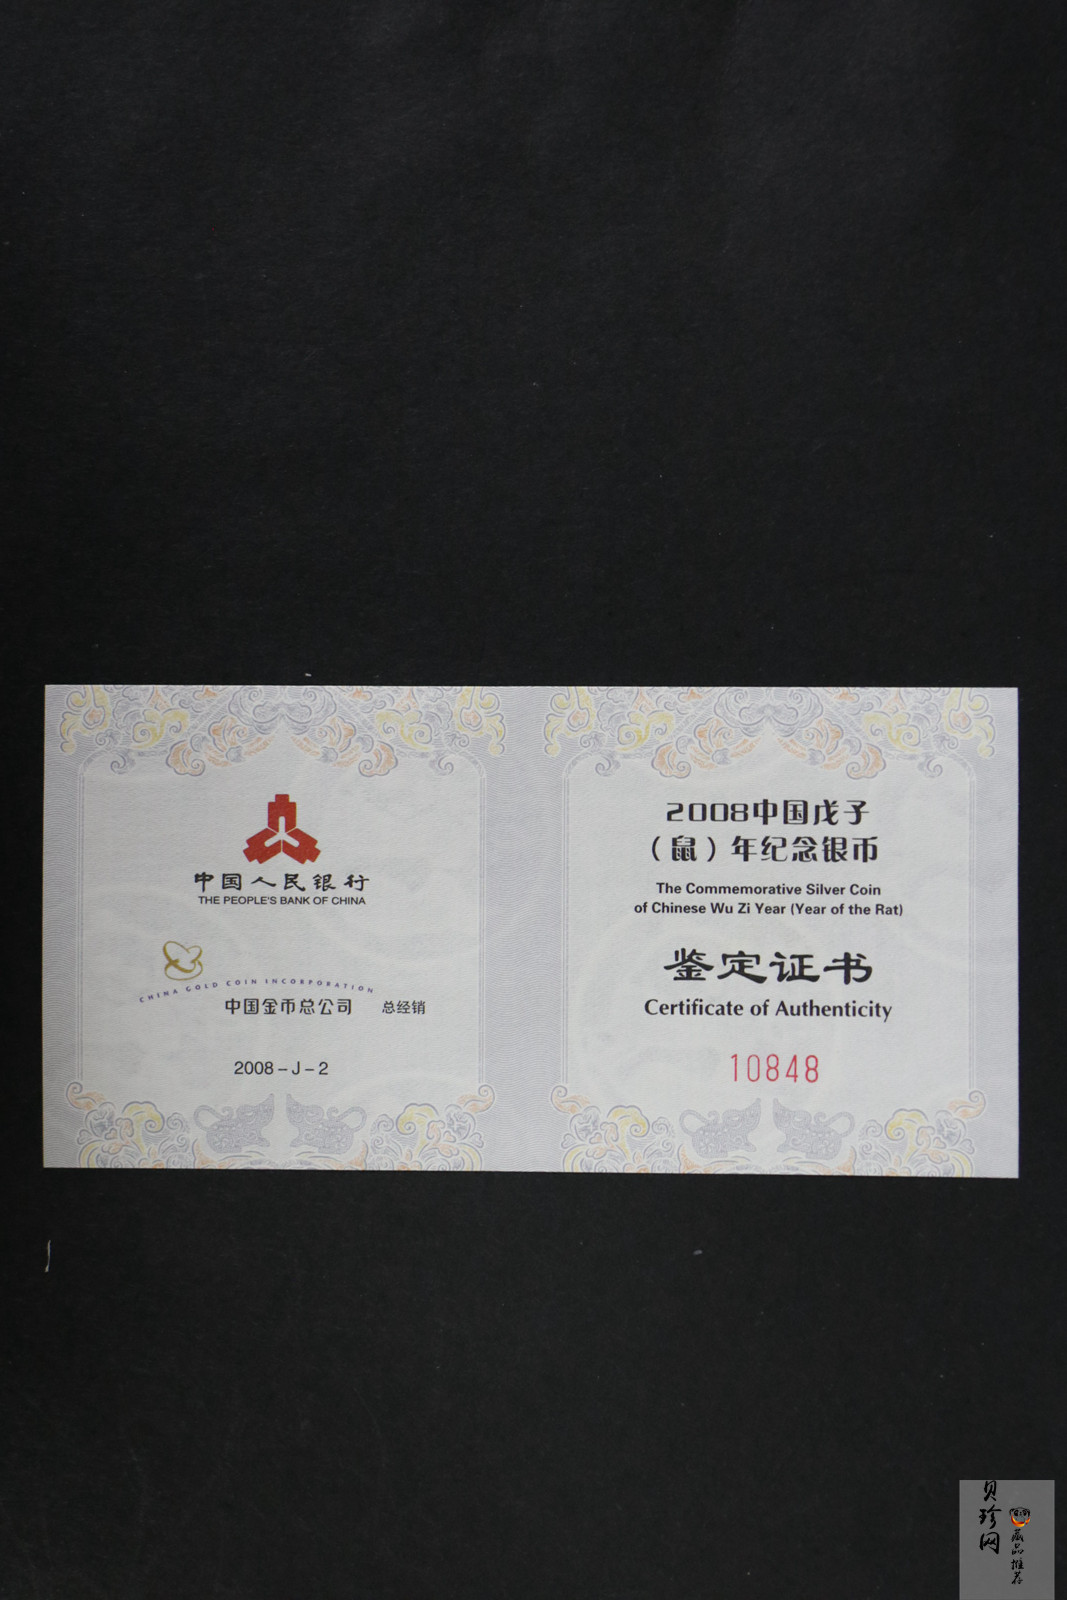 中国人民银行
THE PEOPLE'S BANK OF CHINA
CHINA GOLD COIN INCORPORATION
中国金币总公司 总经销
2008-J-2
2008中国戊子
（鼠）年纪念银币
The Commemorative Silver Coin
of Chinese Wu Zi Year (Year of the Rat)
鉴定证书
Certificate of Authenticity
10848
贝珍网
藏品推荐